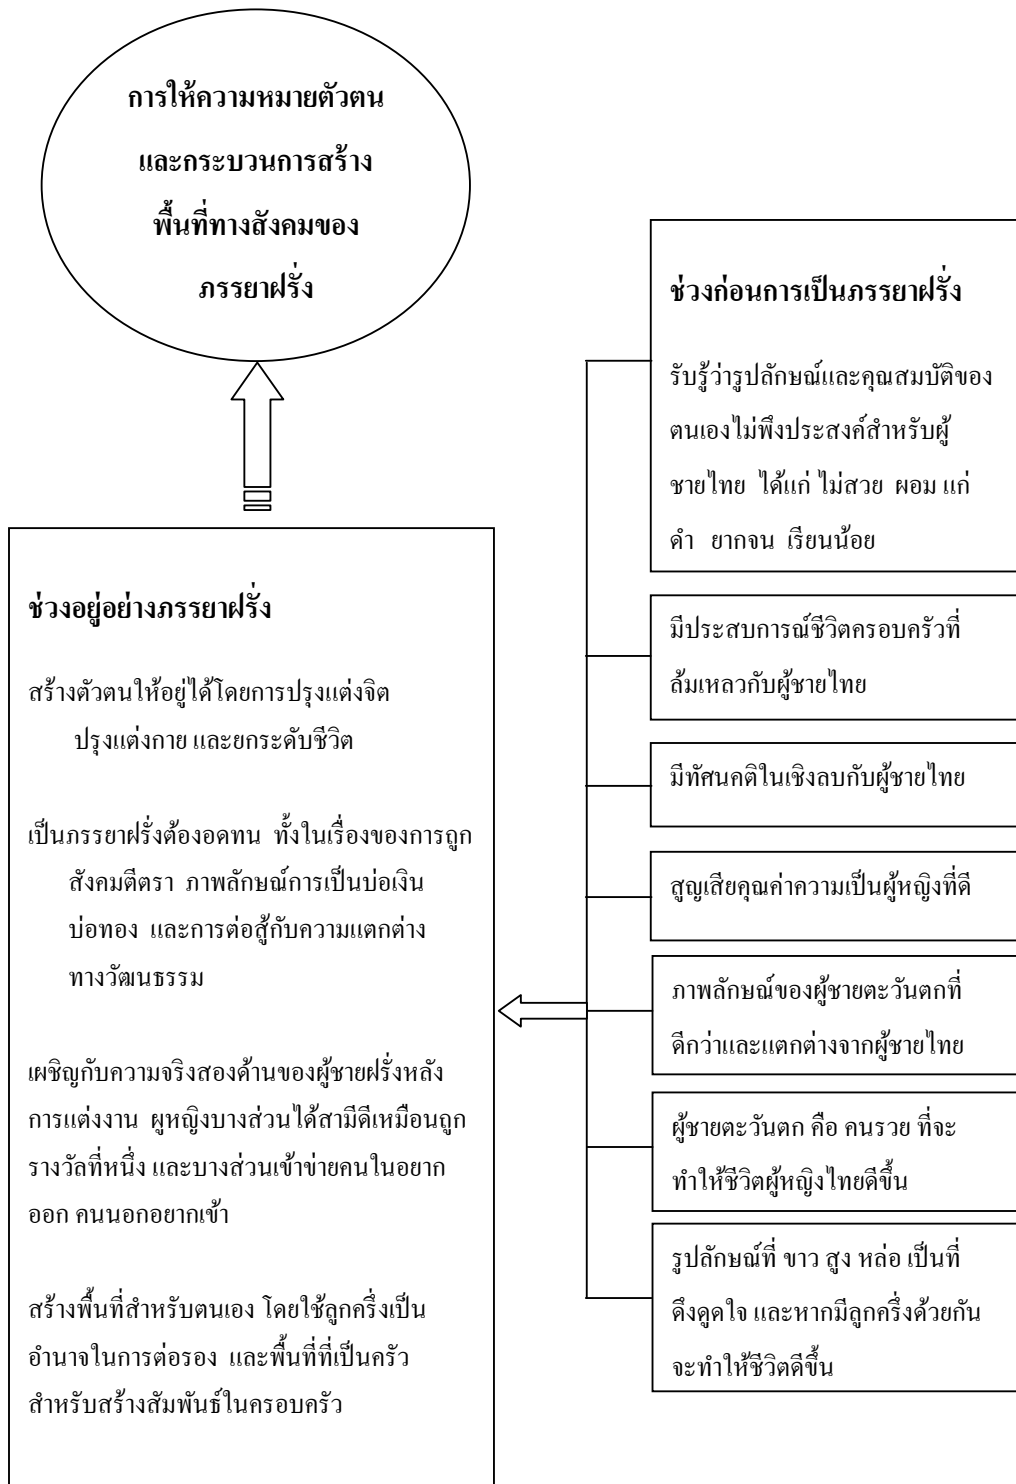 การให้ความหมายตัวตน
และกระบวนการสร้าง
พื้นที่ทางสังคมของ
ภรรยาฝรั่ง
ช่วงก่อนการเป็นภรรยาฝรั่ง
รับรู้ว่ารูปลักษณ์และคุณสมบัติของ
ตนเองไม่พึงประสงค์สำหรับผู้
ชายไทย ได้แก่ ไม่สวย ผอม แก่
ดำ ยากจน เรียนน้อย
มีประสบการณ์ชีวิตครอบครัวที่
ล้มเหลวกับผู้ชายไทย
มีทัศนคติในเชิงลบกับผู้ชายไทย
สูญเสียคุณค่าความเป็นผู้หญิงที่ดี
ภาพลักษณ์ของผู้ชายตะวันตกที่
ดีกว่าและแตกต่างจากผู้ชายไทย
ผู้ชายตะวันตก คือ คนรวย ที่จะ
ทำให้ชีวิตผู้หญิงไทยดีขึ้น
รูปลักษณ์ที่ ขาว สูง หล่อ เป็นที่
ดึงดูดใจ และหากมีลูกครึ่งด้วยกัน
จะทำให้ชีวิตดีขึ้น
ช่วงอยู่อย่างภรรยาฝรั่ง
สร้างตัวตนให้อยู่ได้โดยการปรุงแต่งจิต
ปรุงแต่งกาย และยกระดับชีวิต
เป็นภรรยาฝรั่งต้องอดทน ทั้งในเรื่องของการถูก
สังคมตีตรา ภาพลักษณ์การเป็นบ่อเงิน
บ่อทอง และการต่อสู้กับความแตกต่าง
ทางวัฒนธรรม
เผชิญกับความจริงสองด้านของผู้ชายฝรั่งหลัง
การแต่งงาน ผูหญิงบางส่วนได้สามีดีเหมือนถูก
รางวัลที่หนึ่ง และบางส่วนเข้าข่ายคนในอยาก
ออก คนนอกอยากเข้า
สร้างพื้นที่สำหรับตนเอง โดยใช้ลูกครึ่งเป็น
อำนาจในการต่อรอง และพื้นที่ที่เป็นครัว
สำหรับสร้างสัมพันธ์ในครอบครัว